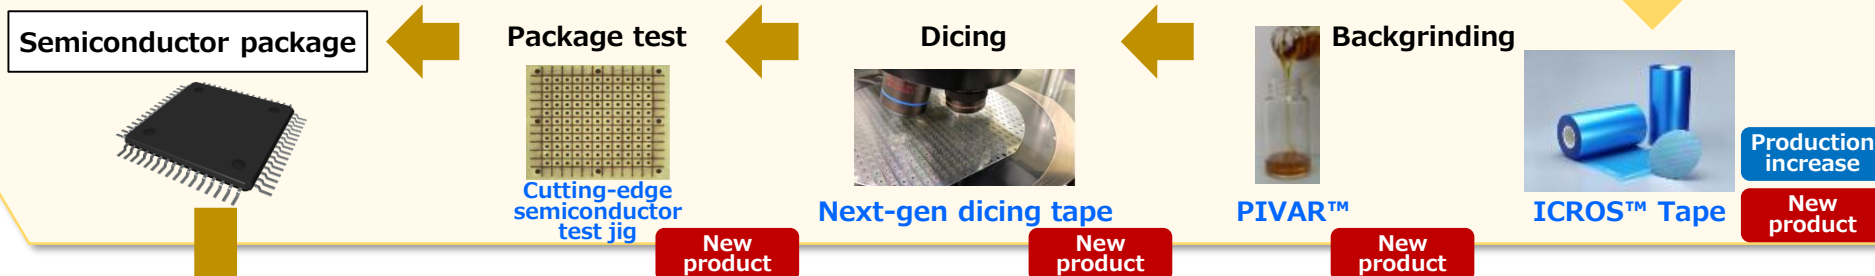 Semiconductor package
Package test
Dicing
Backgrinding
Cutting-edge
semiconductor
test jig
Next-gen dicing tape
PIVAR™
ICROS™ Tape
Production
increase
New
product
New
product
New
product
New
product